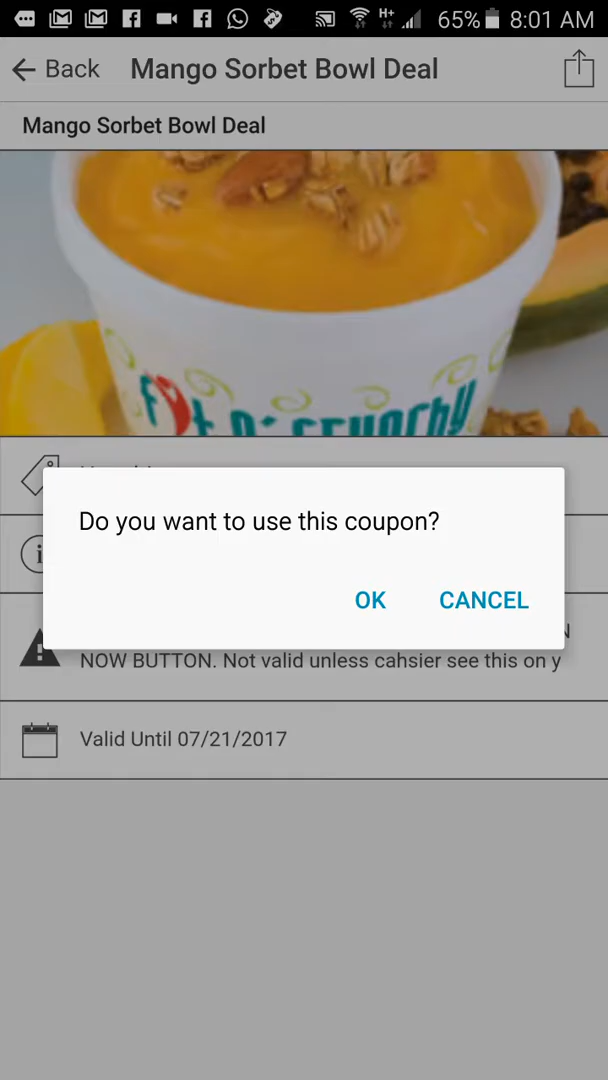 65% 8:01 AM
Back Mango Sorbet Bowl Deal
Mango Sorbet Bowl Deal
Do you want to use this coupon?
OK CANCEL
NOW BUTTON. Not valid unless cahsier see this on y
Valid Until 07/21/2017